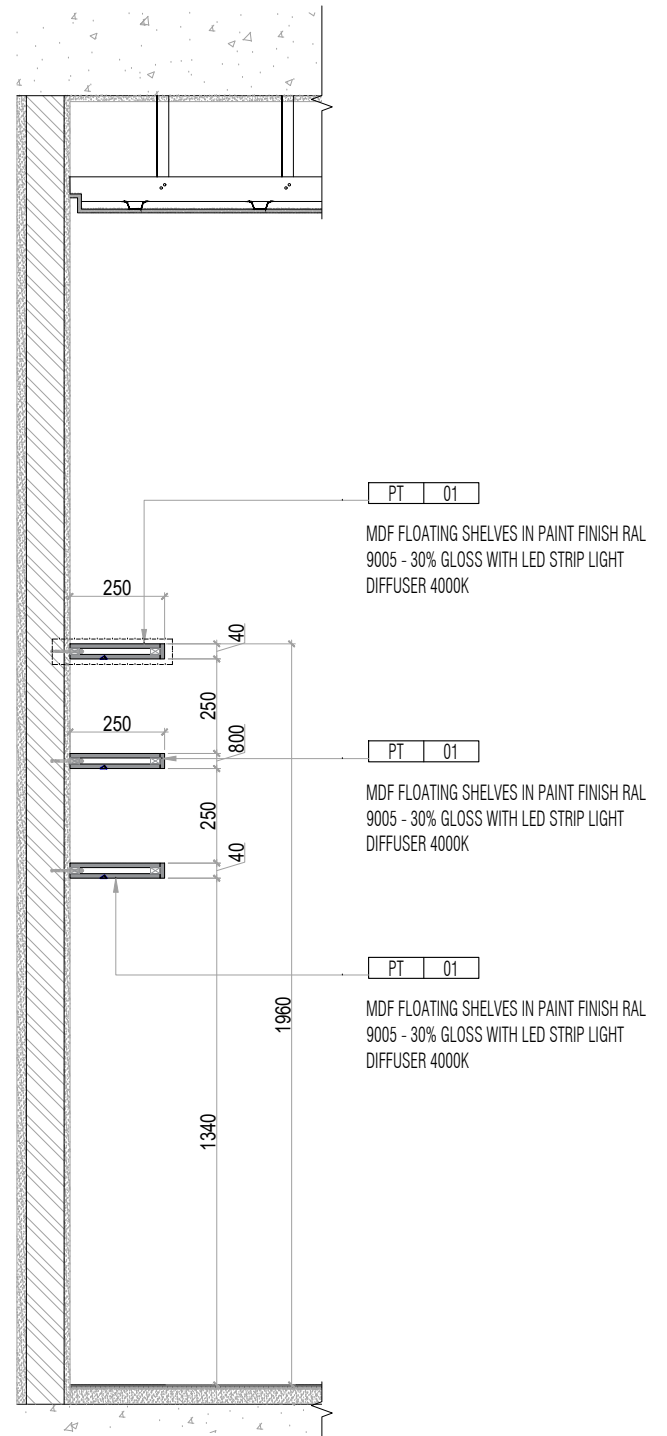 PT 01
MDF FLOATING SHELVES IN PAINT FINISH RAL
9005 - 30% GLOSS WITH LED STRIP LIGHT
DIFFUSER 4000K
250
40
250
250
800
PT 01
MDF FLOATING SHELVES IN PAINT FINISH RAL
9005 - 30% GLOSS WITH LED STRIP LIGHT
DIFFUSER 4000K
250
40
PT 01
MDF FLOATING SHELVES IN PAINT FINISH RAL
9005 - 30% GLOSS WITH LED STRIP LIGHT
DIFFUSER 4000K
1960
1340